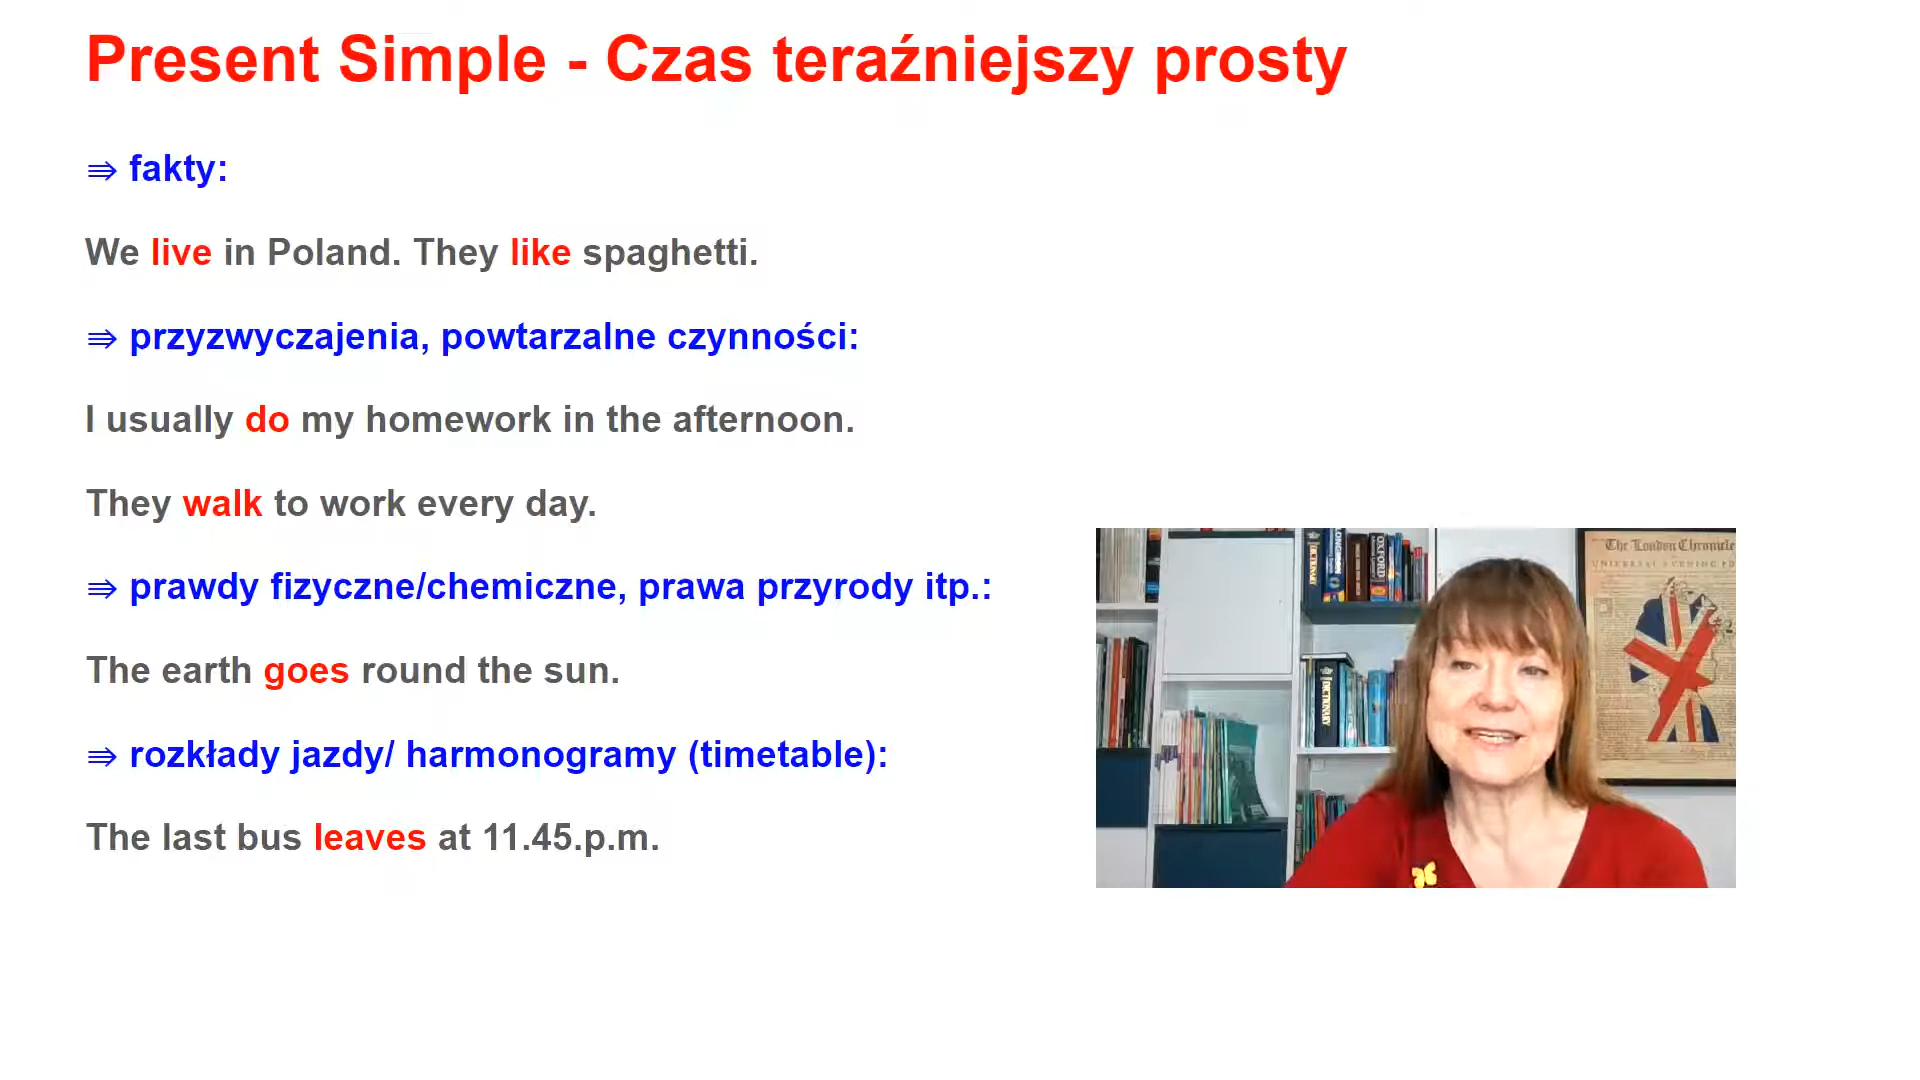 Present Simple - Czas teraźniejszy prosty
⇛ fakty:
We live in Poland. They like spaghetti.
⇛ przyzwyczajenia, powtarzalne czynności:
I usually do my homework in the afternoon.
They walk to work every day.
⇛ prawdy fizyczne/chemiczne, prawa przyrody itp.:
The earth goes round the sun.
⇛ rozkłady jazdy/ harmonogramy (timetable):
The last bus leaves at 11.45.p.m.
The London Chronicle
OXFORD
DICTIONARY